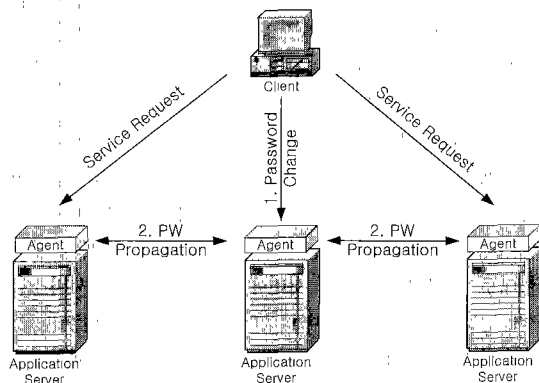 Client
Service Request
1. Password
Change
Service Request
Agent
2. PW
Propagation
Agent
2. PW
Propagation
Agent
Application
Server
Application
Server
Application
Server